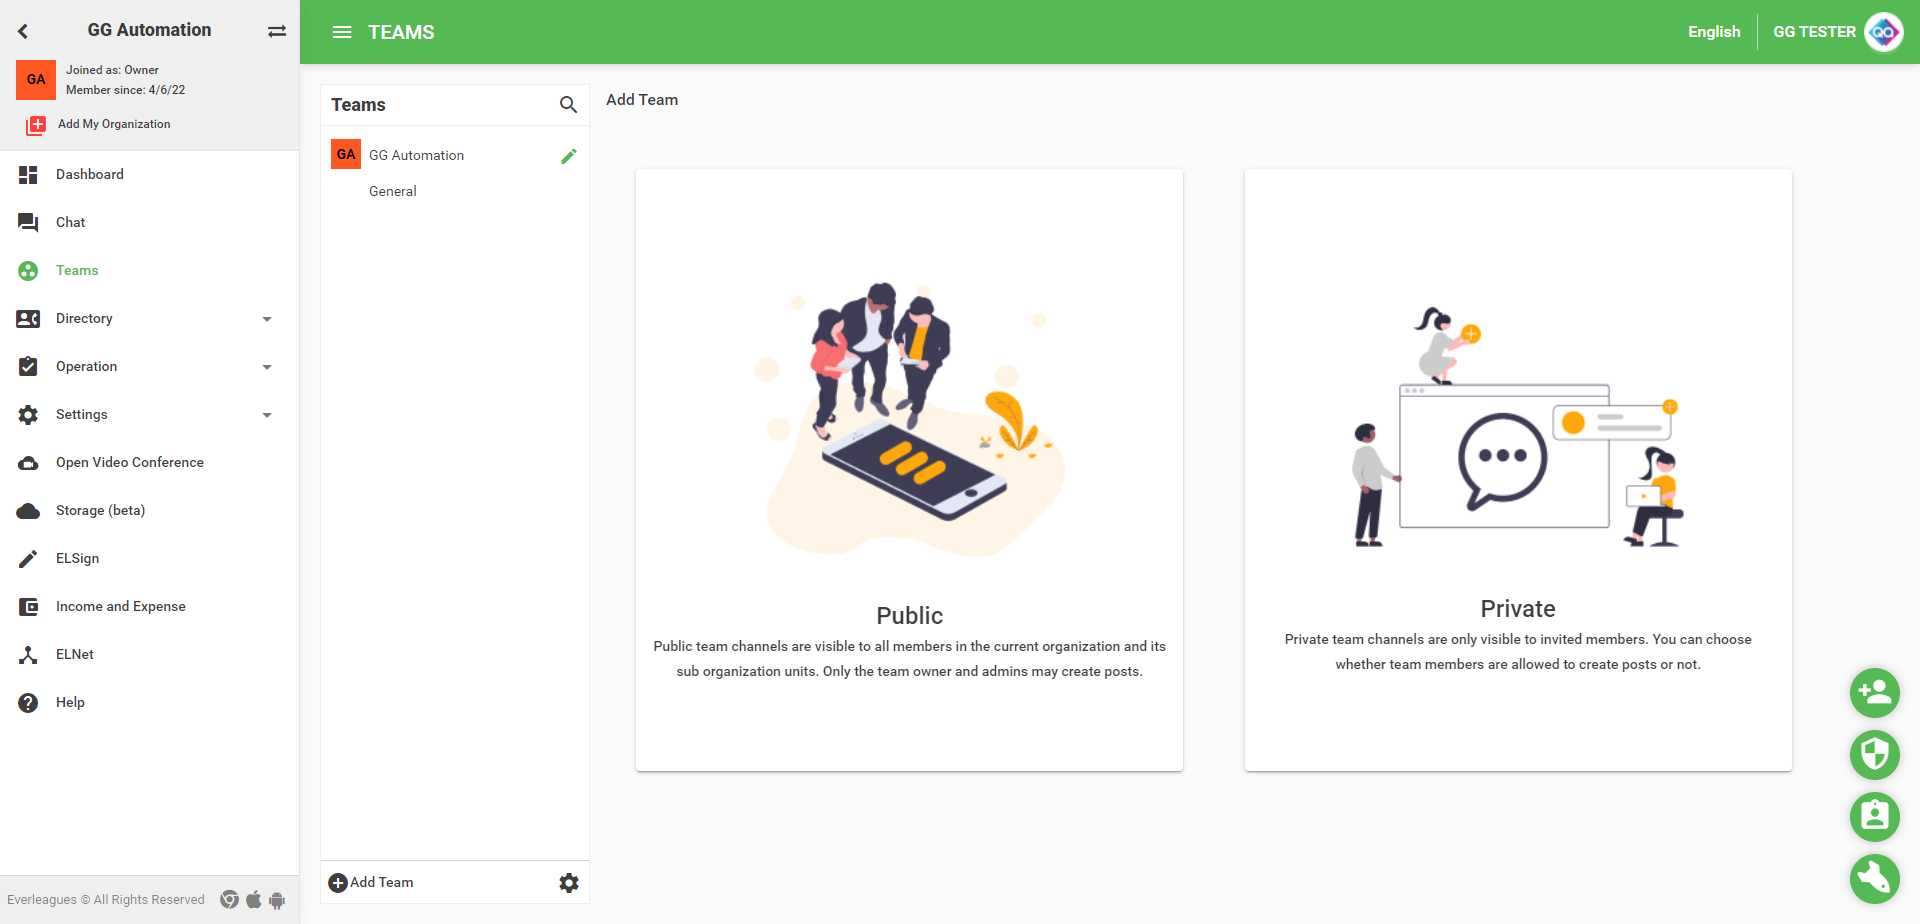 GG Automation
GA
Joined as: Owner
Member since: 4/6/22
Add My Organization
Dashboard
Chat
Teams
Directory
Operation
Settings
Open Video Conference
Storage (beta)
ELSign
Income and Expense
ELNet
Help
Everleagues © All Rights Reserved
TEAMS
English
GG TESTER
QA
Teams
GA
GG Automation
General
Add Team
Add Team
Public
Public team channels are visible to all members in the current organization and its
sub organization units. Only the team owner and admins may create posts.
Private
Private team channels are only visible to invited members. You can choose
whether team members are allowed to create posts or not.